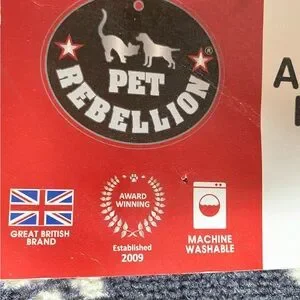 PET
REBELLION®
GREAT BRITISH
BRAND
AWARD
WINNING
Established
2009
MACHINE
WASHABLE
A